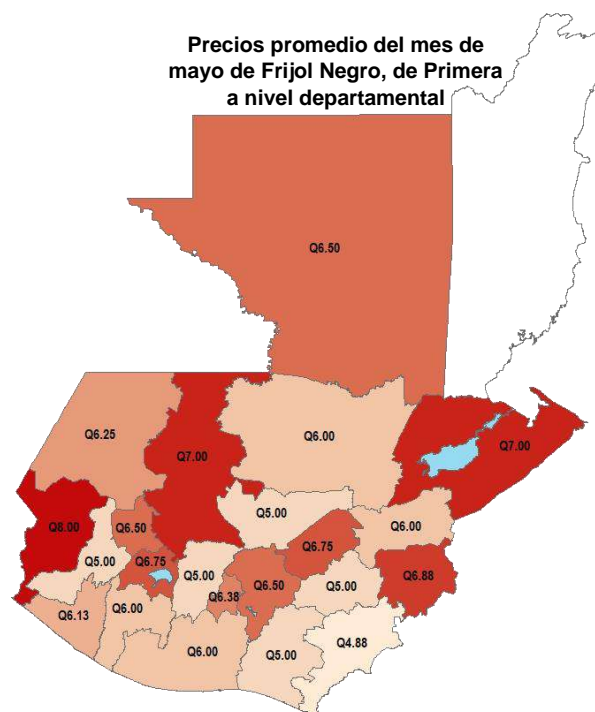 Precios promedio del mes de
mayo de Frijol Negro, de Primera
a nivel departamental
Q6.50
Q6.25
Q7.00
Q6.00
Q7.00
Q8.00
Q6.50
Q5.00
Q6.00
Q5.00
Q6.75
Q5.00
Q6.75
Q6.88
Q6.13
Q6.00
Q6.38
Q6.50
Q5.00
Q6.00
Q5.00
Q4.88